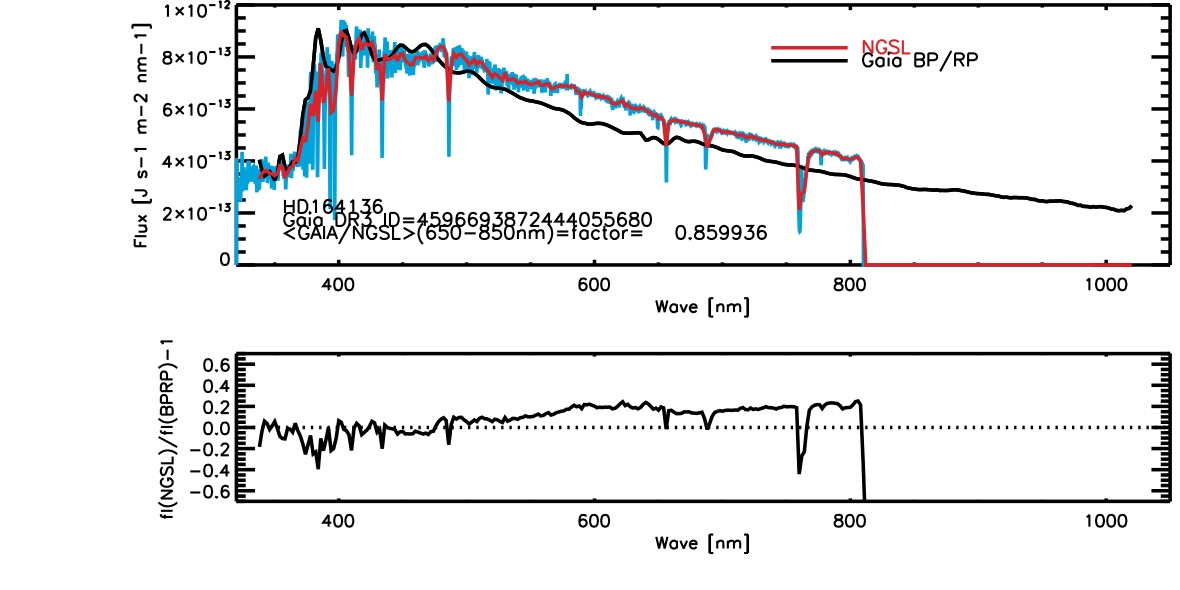 1×10−12
8×10−13
6×10−13
4×10−13
2×10−13
0
Flux [J s−1 m−2 nm−1]
NGSL
Gaia BP/RP
HD164136
Gaia DR3 ID=4596693872444055680
<GAIA/NGSL>(650−850nm)=factor= 0.859936
400 600 800 1000
Wave [nm]
fl(NGSL)/fl(BPRP)−1
0.6
0.4
0.2
0.0
−0.2
−0.4
−0.6
400 600 800 1000
Wave [nm]